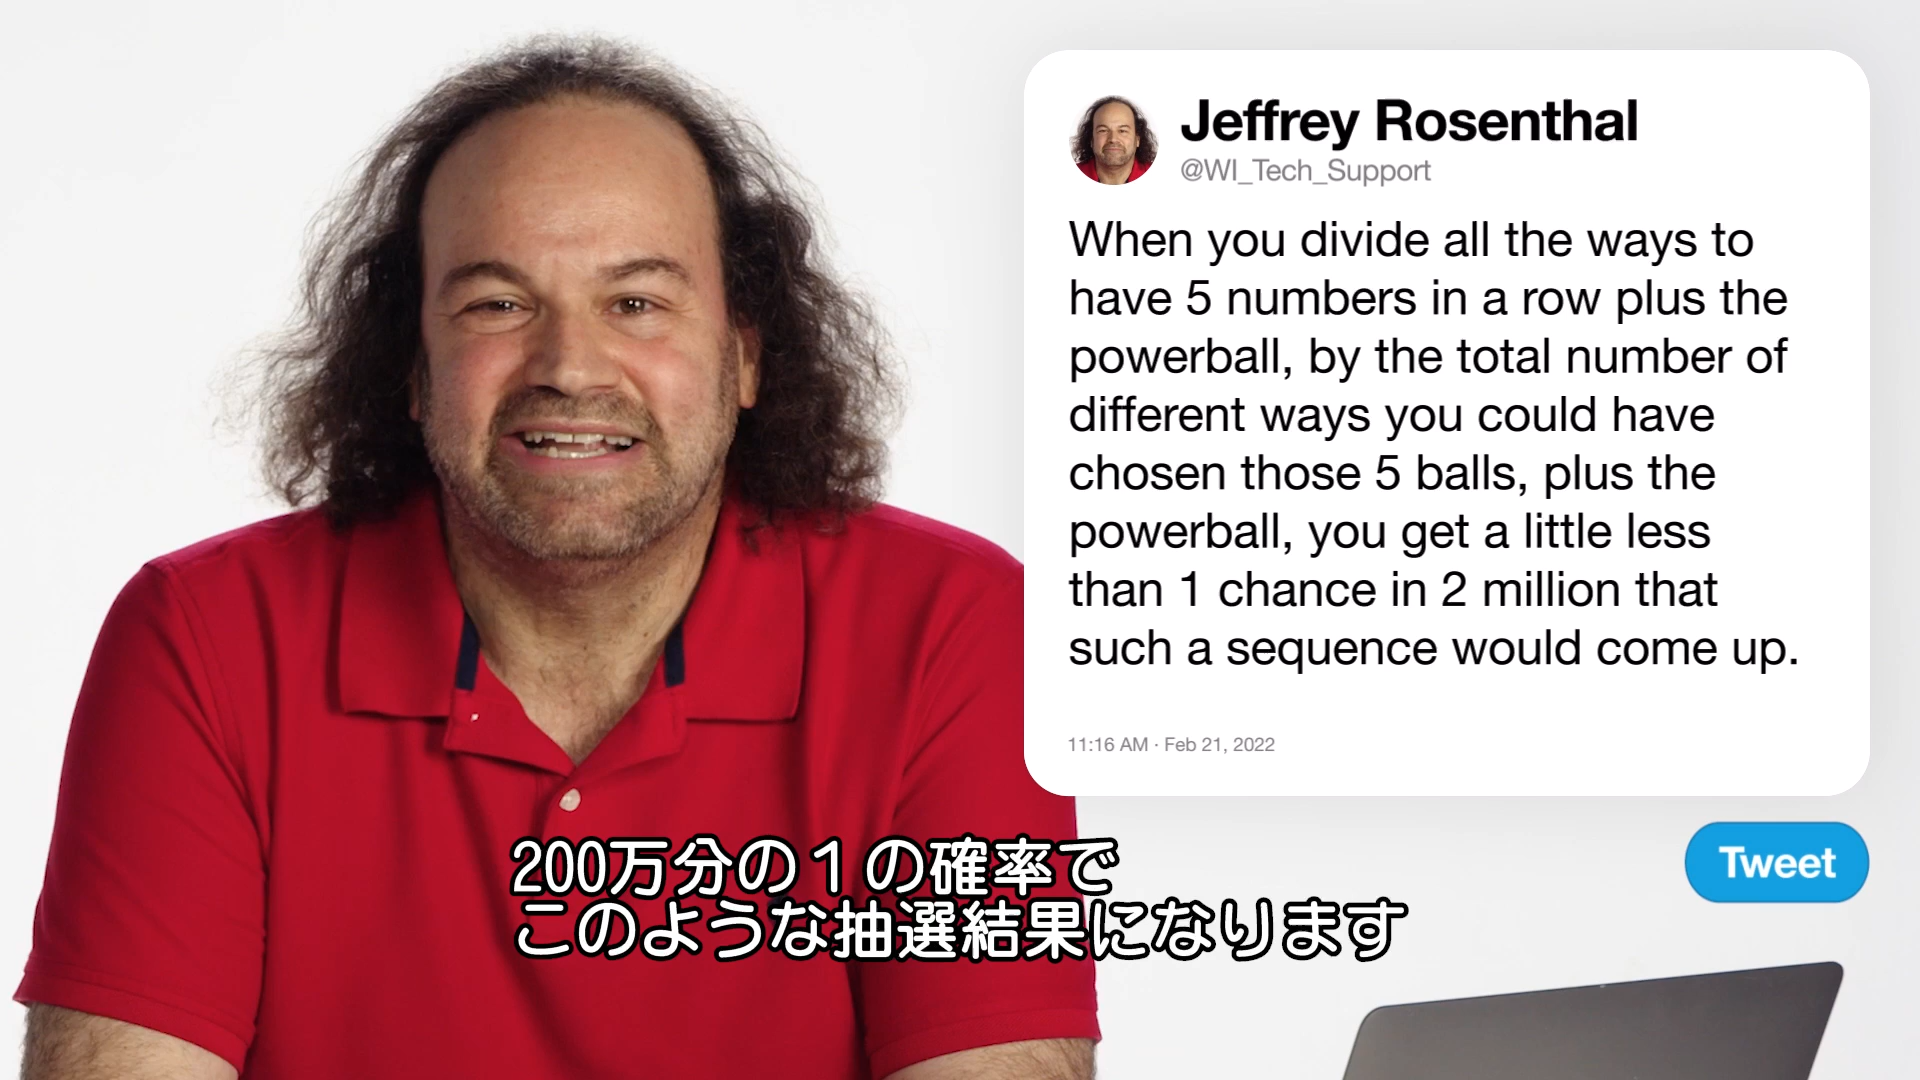 Jeffrey Rosenthal
@WI_Tech_Support
When you divide all the ways to
have 5 numbers in a row plus the
powerball, by the total number of
different ways you could have
chosen those 5 balls, plus the
powerball, you get a little less
than 1 chance in 2 million that
such a sequence would come up.
11:16 AM · Feb 21, 2022
Tweet
200万分の１の確率で
このような抽選結果になります